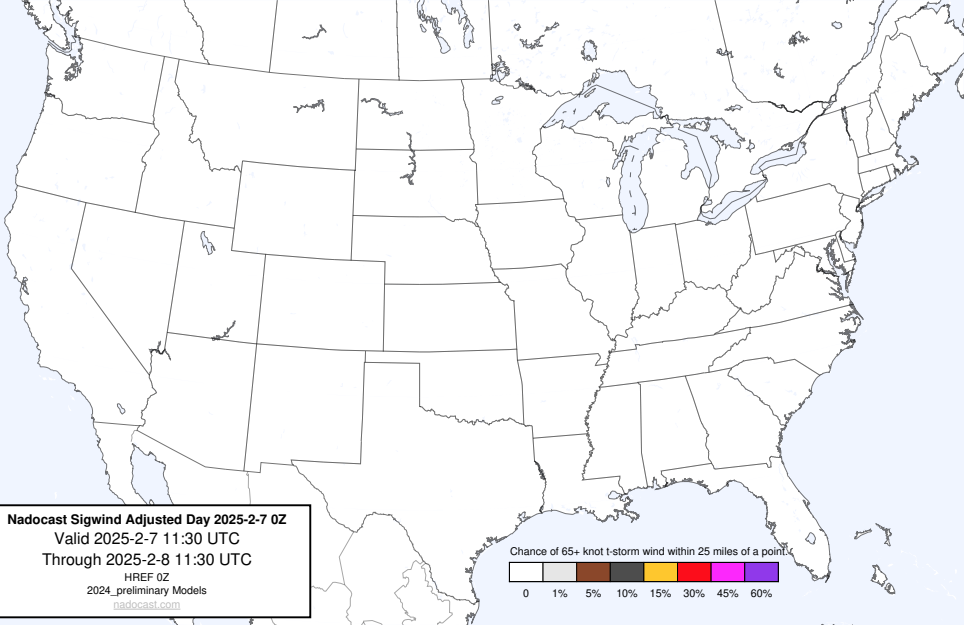 Nadocast Sigwind Adjusted Day 2025-2-7 0Z
Valid 2025-2-7 11:30 UTC
Through 2025-2-8 11:30 UTC
HREF 0Z
2024_preliminary Models
nadocast.com
Chance of 65+ knot t-storm wind within 25 miles of a point.
0 1% 5% 10% 15% 30% 45% 60%